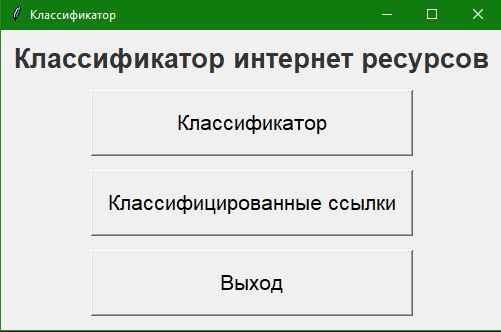 Классификатор
Классификатор интернет ресурсов
Классификатор
Классифицированные ссылки
Выход